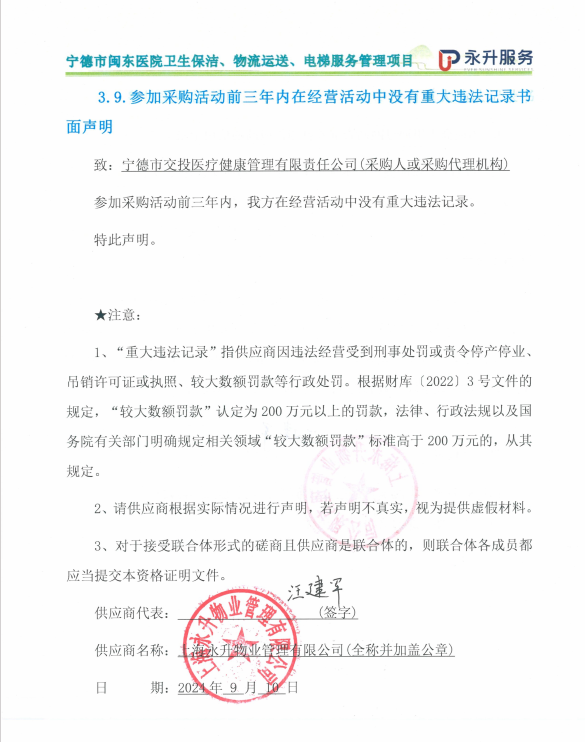 宁德市闽东医院卫生保洁、物流运送、电梯服务管理项目
永升服务
EVER SUNSHINE SERVICES
3.9.参加采购活动前三年内在经营活动中没有重大违法记录书
面声明
致：宁德市交投医疗健康管理有限责任公司(采购人或采购代理机构)
参加采购活动前三年内，我方在经营活动中没有重大违法记录。
特此声明。
★注意：
1、“重大违法记录”指供应商因违法经营受到刑事处罚或责令停产停业、
吊销许可证或执照、较大数额罚款等行政处罚。根据财库〔2022〕3号文件的
规定，“较大数额罚款”认定为200万元以上的罚款，法律、行政法规以及国
务院有关部门明确规定相关领域“较大数额罚款”标准高于200万元的，从其
规定。
2、请供应商根据实际情况进行声明，若声明不真实，视为提供虚假材料。
3、对于接受联合体形式的磋商且供应商是联合体的，则联合体各成员都
应当提交本资格证明文件。
汪建军
供应商代表：(签字)
供应商名称：上海永升物业管理有限公司(全称并加盖公章)
日 期：2024年 9 月 10 日
上海永升物业管理有限公司